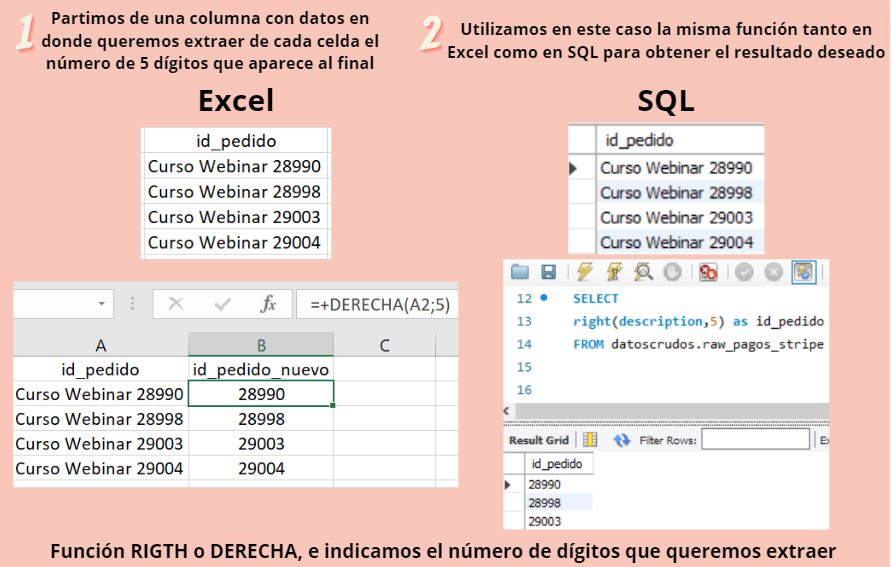 1
Partimos de una columna con datos en
donde queremos extraer de cada celda el
número de 5 dígitos que aparece al final
2
Utilizamos en este caso la misma función tanto en
Excel como en SQL para obtener el resultado deseado
Excel
id_pedido
Curso Webinar 28990
Curso Webinar 28998
Curso Webinar 29003
Curso Webinar 29004
fx =+DERECHA(A2;5)
A B C
id_pedido id_pedido_nuevo
Curso Webinar 28990 28990
Curso Webinar 28998 28998
Curso Webinar 29003 29003
Curso Webinar 29004 29004
SQL
id_pedido
Curso Webinar 28990
Curso Webinar 28998
Curso Webinar 29003
Curso Webinar 29004
12 SELECT
13 right(description,5) as id_pedido
14 FROM datoscrudos.raw_pagos_stripe
15
16
Result Grid Filter Rows:
id_pedido
28990
28998
29003
Función RIGTH o DERECHA, e indicamos el número de dígitos que queremos extraer